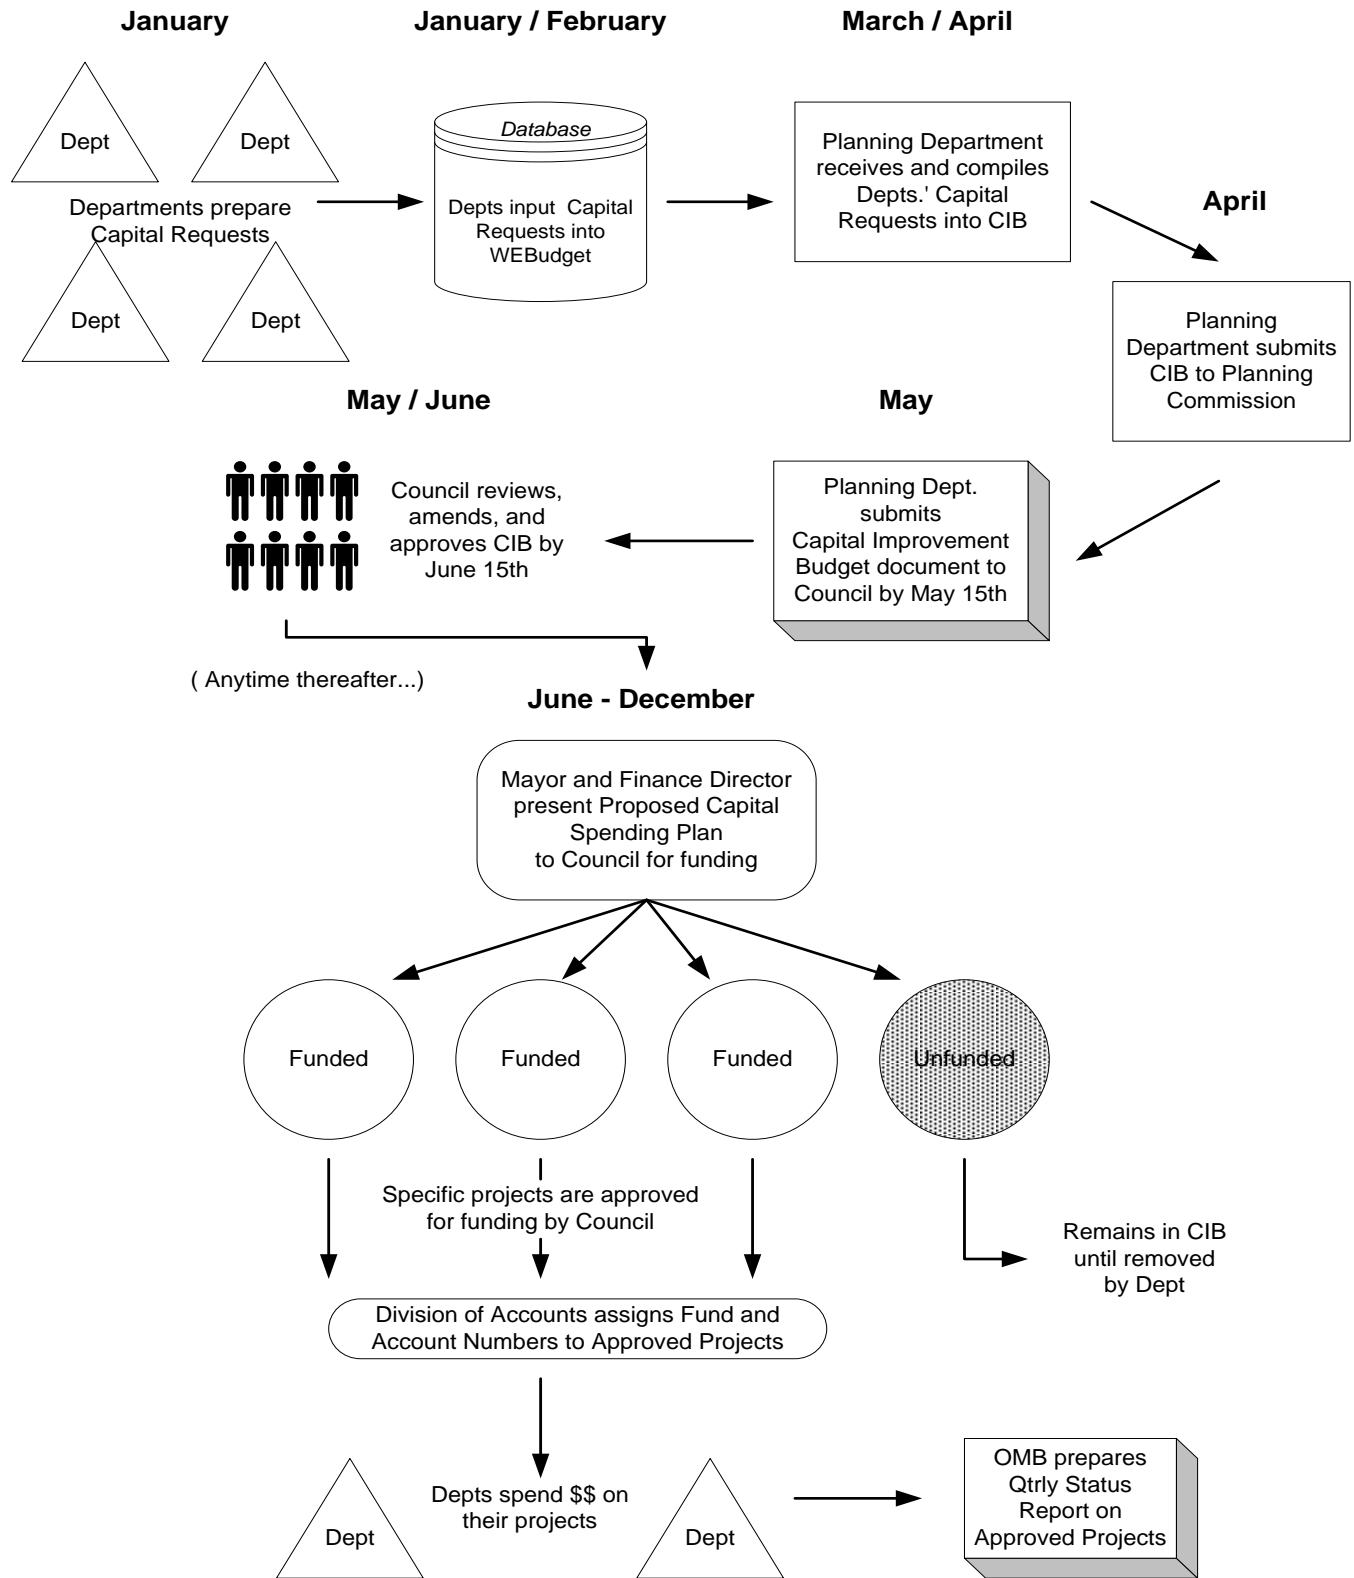 January
January / February
March / April
Dept
Dept
Departments prepare
Capital Requests
Dept
Dept
Database
Depts input  Capital
Requests into
WEBudget
Planning Department
receives and compiles
Depts.' Capital
Requests into CIB
April
Planning
Department submits
CIB to Planning
Commission
May / June
May
Council reviews,
amends, and
approves CIB by
June 15th
Planning Dept.
submits
Capital Improvement
Budget document to
Council by May 15th
( Anytime thereafter...)
June - December
Mayor and Finance Director
present Proposed Capital
Spending Plan
to Council for funding
Funded
Funded
Funded
Unfunded
Specific projects are approved
for funding by Council
Remains in CIB
until removed
by Dept
Division of Accounts assigns Fund and
Account Numbers to Approved Projects
Dept
Depts spend $$ on
their projects
Dept
OMB prepares
Qtrly Status
Report on
Approved Projects